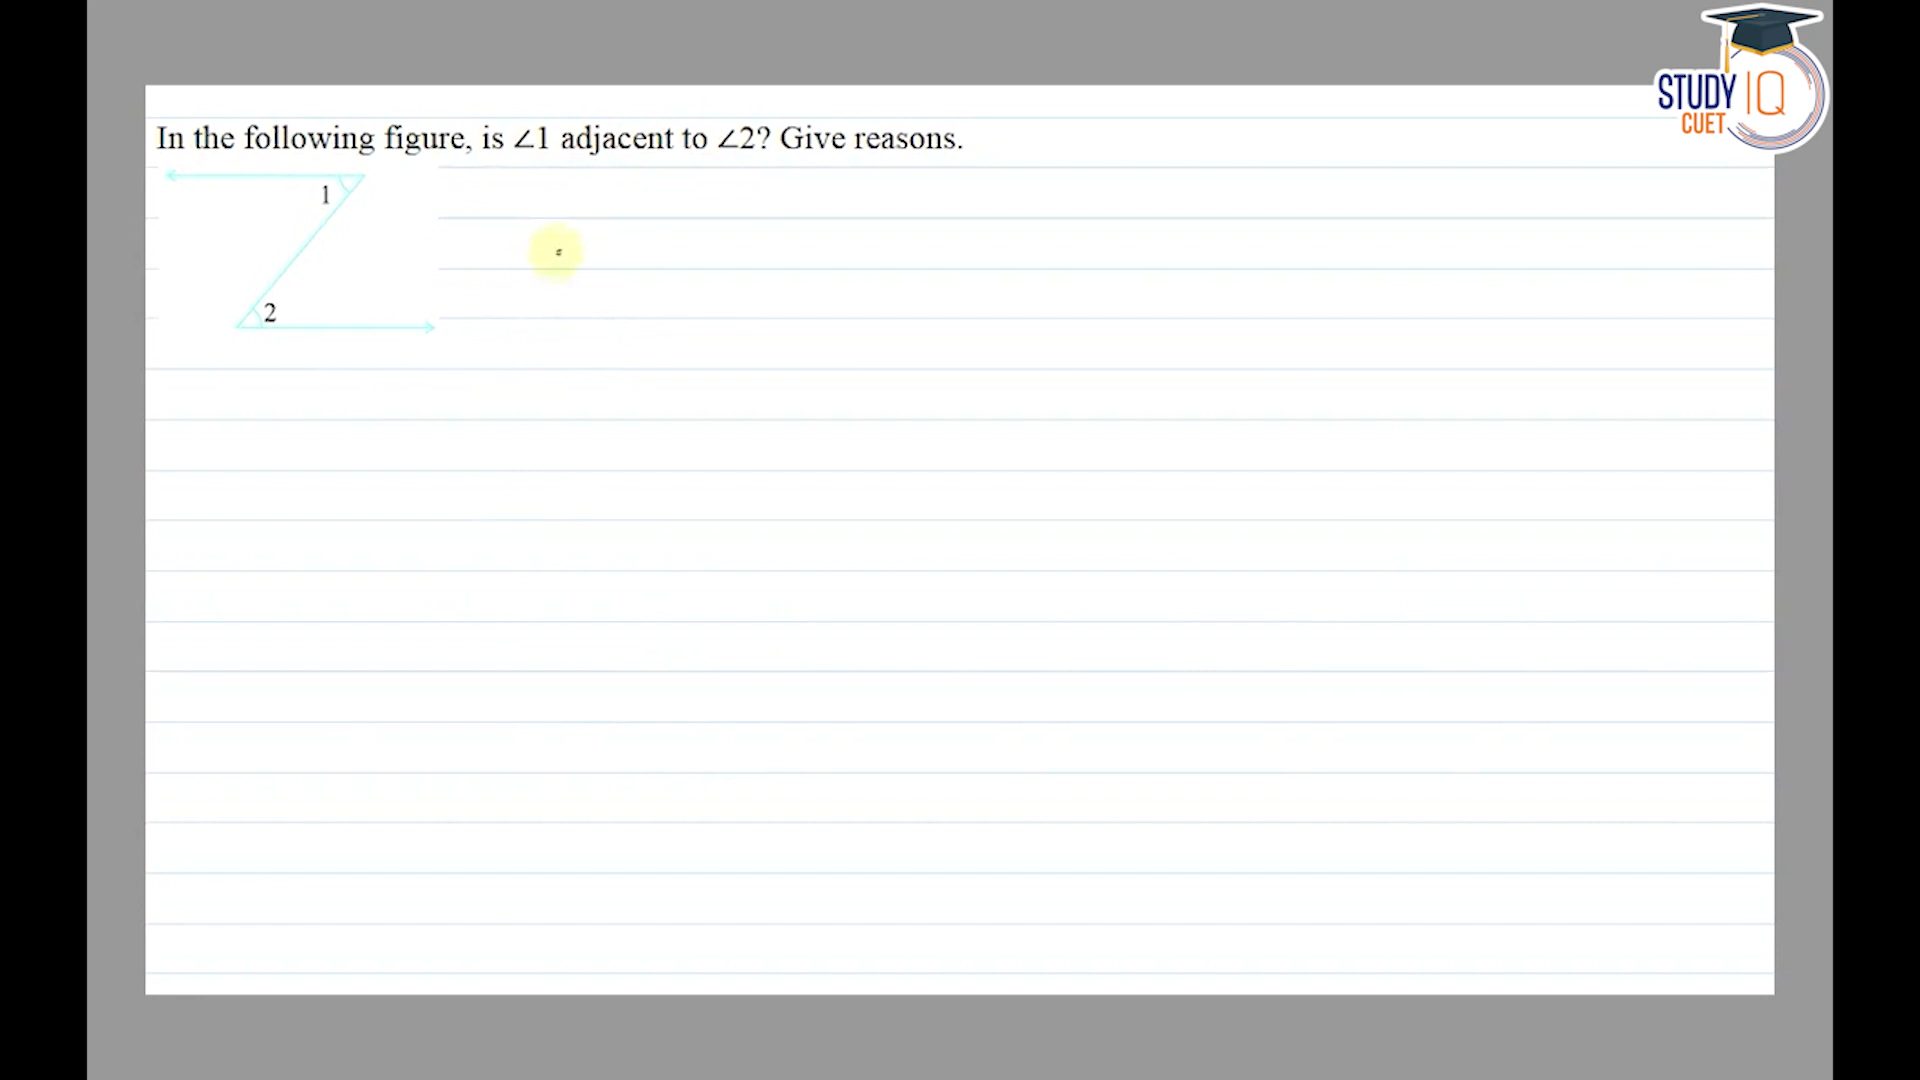 STUDY IQ
CUET
In the following figure, is ∠1 adjacent to ∠2? Give reasons.
1
2